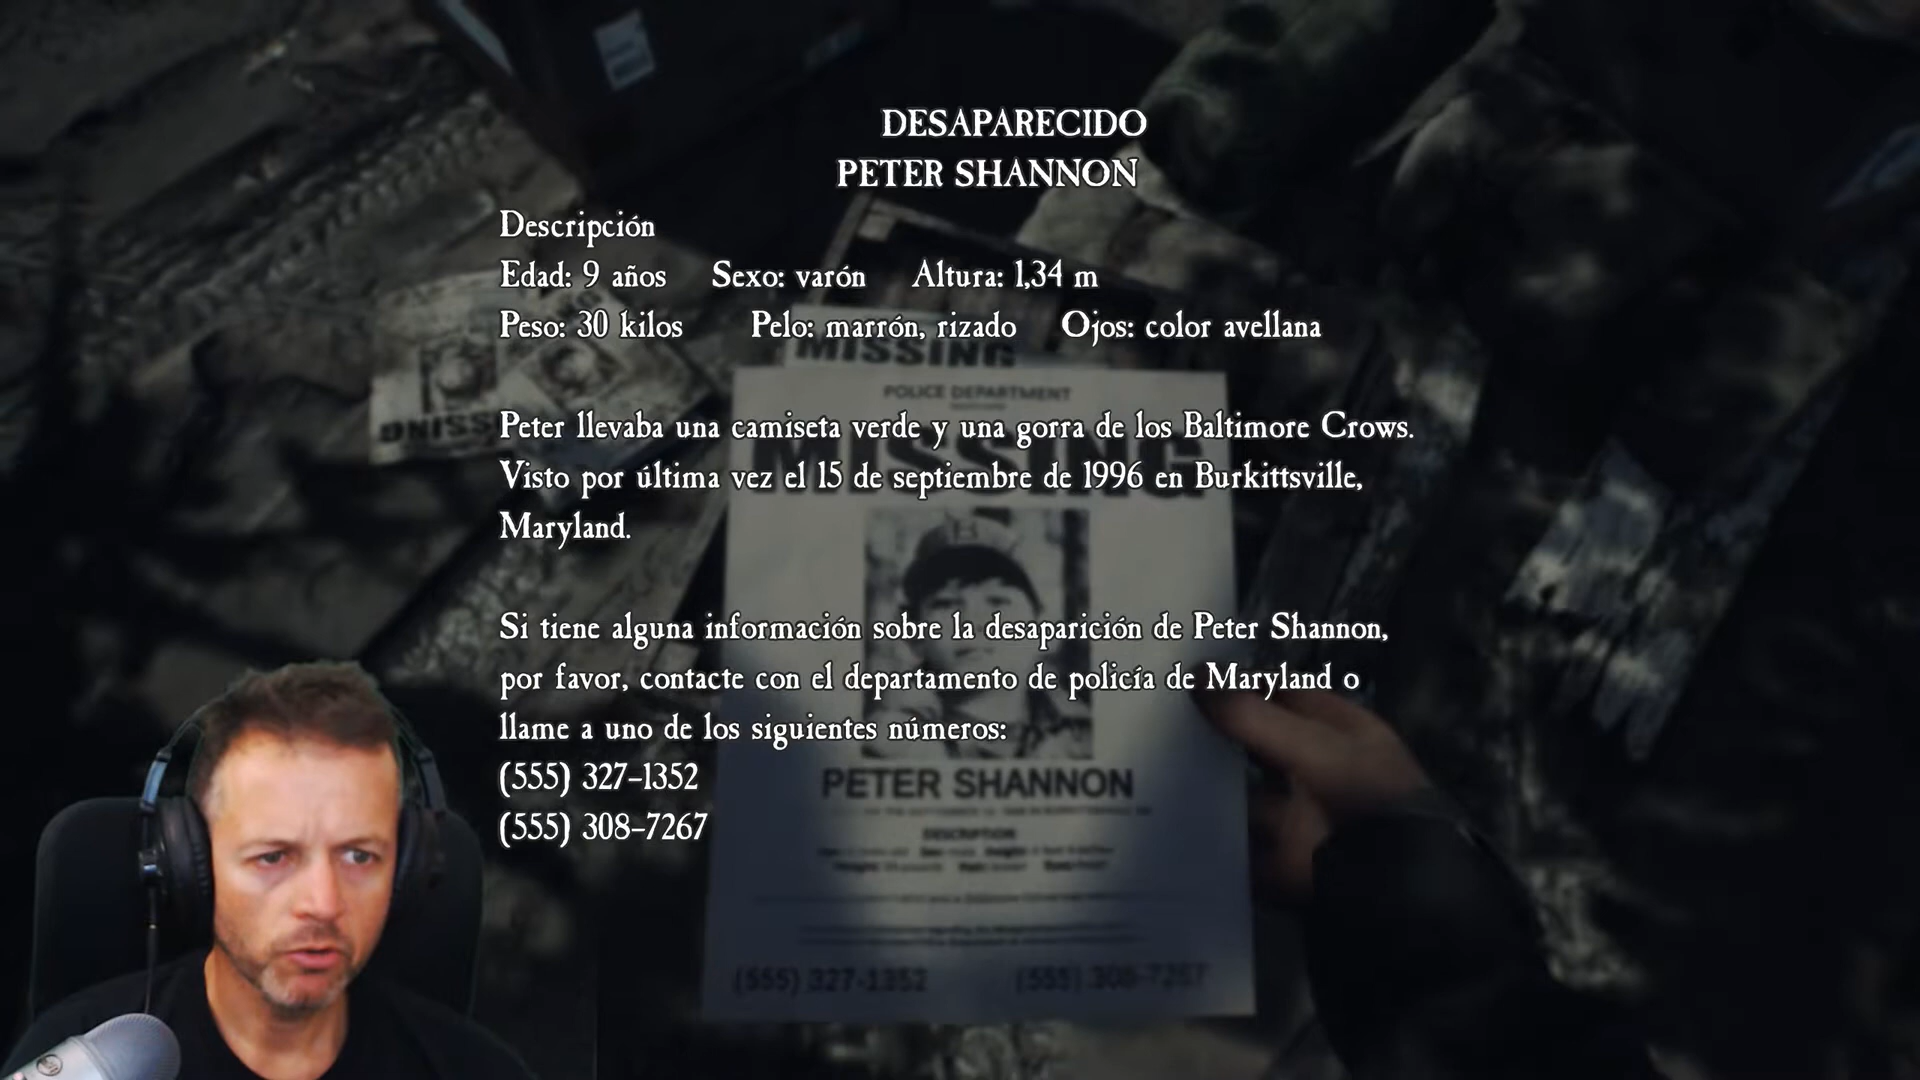 DESAPARECIDO
PETER SHANNON
Descripción
Edad: 9 años Sexo: varón Altura: 1,34 m
Peso: 30 kilos Pelo: marrón, rizado Ojos: color avellana
MISSING
POLICE DEPARTMENT
Peter llevaba una camiseta verde y una gorra de los Baltimore Crows.
MISSING
Visto por última vez el 15 de septiembre de 1996 en Burkittsville,
Maryland.
Si tiene alguna información sobre la desaparición de Peter Shannon,
por favor, contacte con el departamento de policía de Maryland o
llame a uno de los siguientes números:
(555) 327-1352
(555) 308-7267
PETER SHANNON
DESCRIPTION
(555) 327-1352 (555) 308-7267